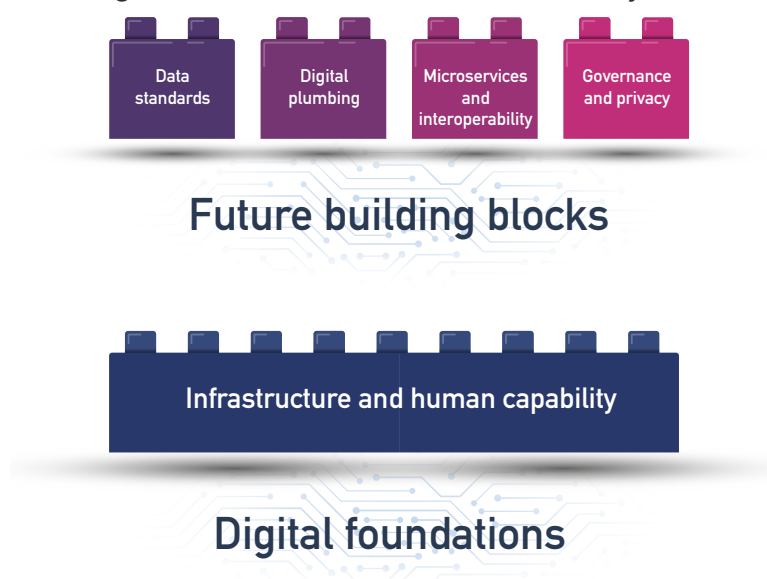 Data
standards
Digital
plumbing
Microservices
and
interoperability
Governance
and privacy
Future building blocks
Infrastructure and human capability
Digital foundations